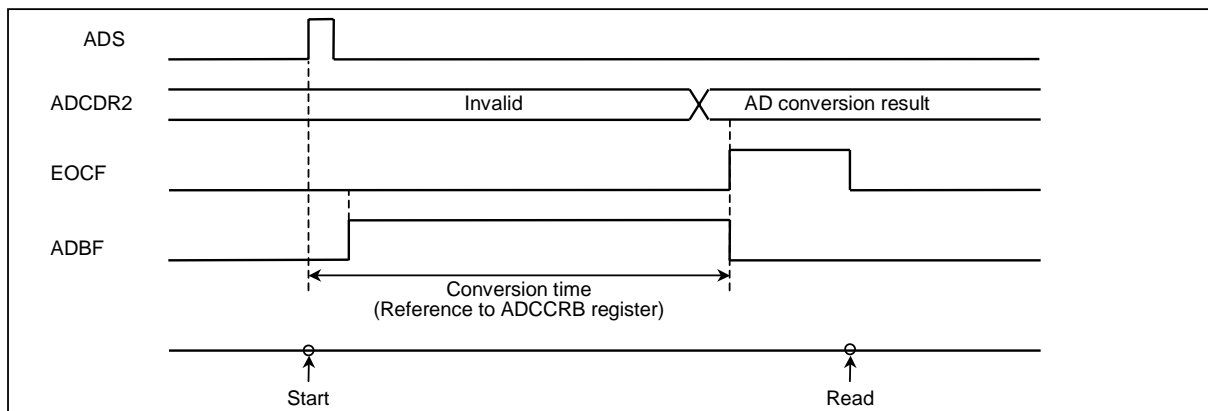 ADS
ADCDR2
Invalid
AD conversion result
EOCF
ADBF
Conversion time
(Reference to ADCCRB register)
Start
Read